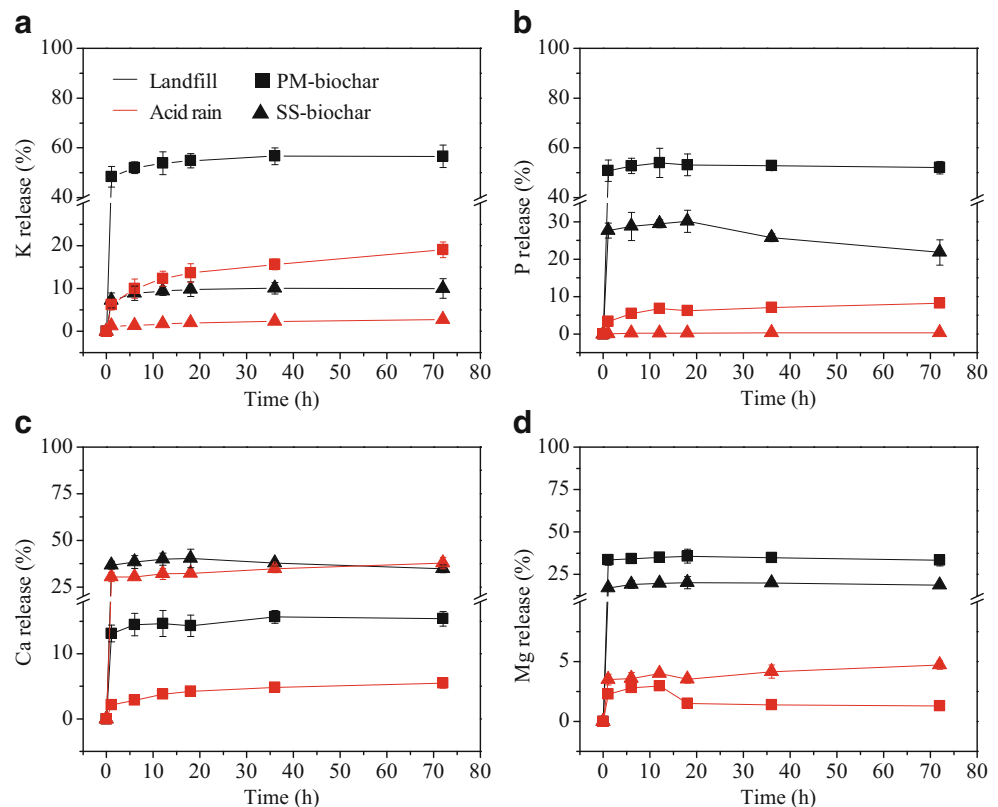 a
100
80
60
40
20
10
0
K release (%)
Landfill
PM-biochar
Acid rain
SS-biochar
0 10 20 30 40 50 60 70 80
Time (h)
b
100
80
60
40
30
20
10
0
P release (%)
0 10 20 30 40 50 60 70 80
Time (h)
c
100
75
50
25
10
0
Ca release (%)
0 10 20 30 40 50 60 70 80
Time (h)
d
100
75
50
25
5
0
Mg release (%)
0 10 20 30 40 50 60 70 80
Time (h)